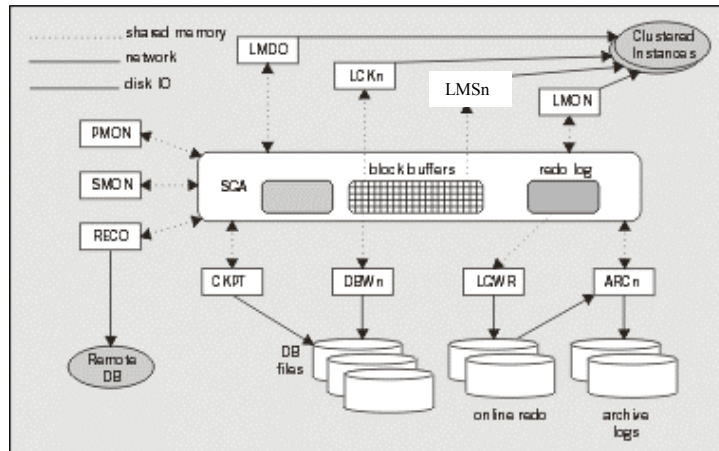 shared memory
network
disk IO
LMDO
LCKn
LMSn
LMON
Clustered
Instances
PMON
SMON
RECO
SGA
block buffers
redo log
CKPT
DBWn
LGWR
ARCn
Remote
DB
DB
files
online redo
archive
logs